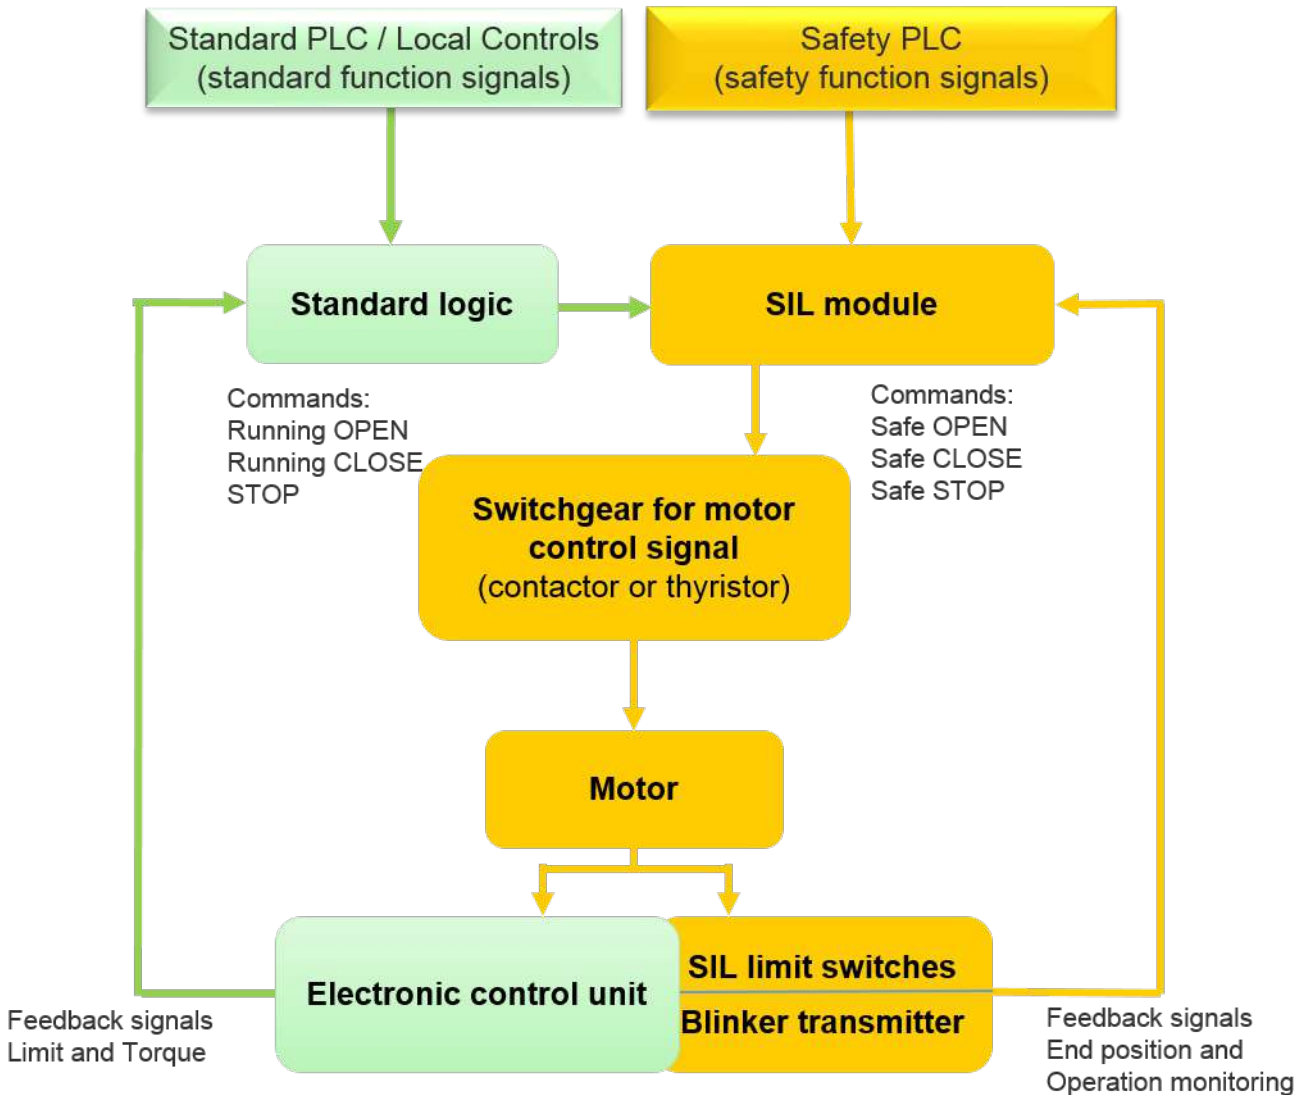 Standard PLC / Local Controls
(standard function signals)
Safety PLC
(safety function signals)
Standard logic
SIL module
Commands:
Running OPEN
Running CLOSE
STOP
Commands:
Safe OPEN
Safe CLOSE
Safe STOP
Switchgear for motor
control signal
(contactor or thyristor)
Motor
Electronic control unit
SIL limit switches
Blinker transmitter
Feedback signals
Limit and Torque
Feedback signals
End position and
Operation monitoring